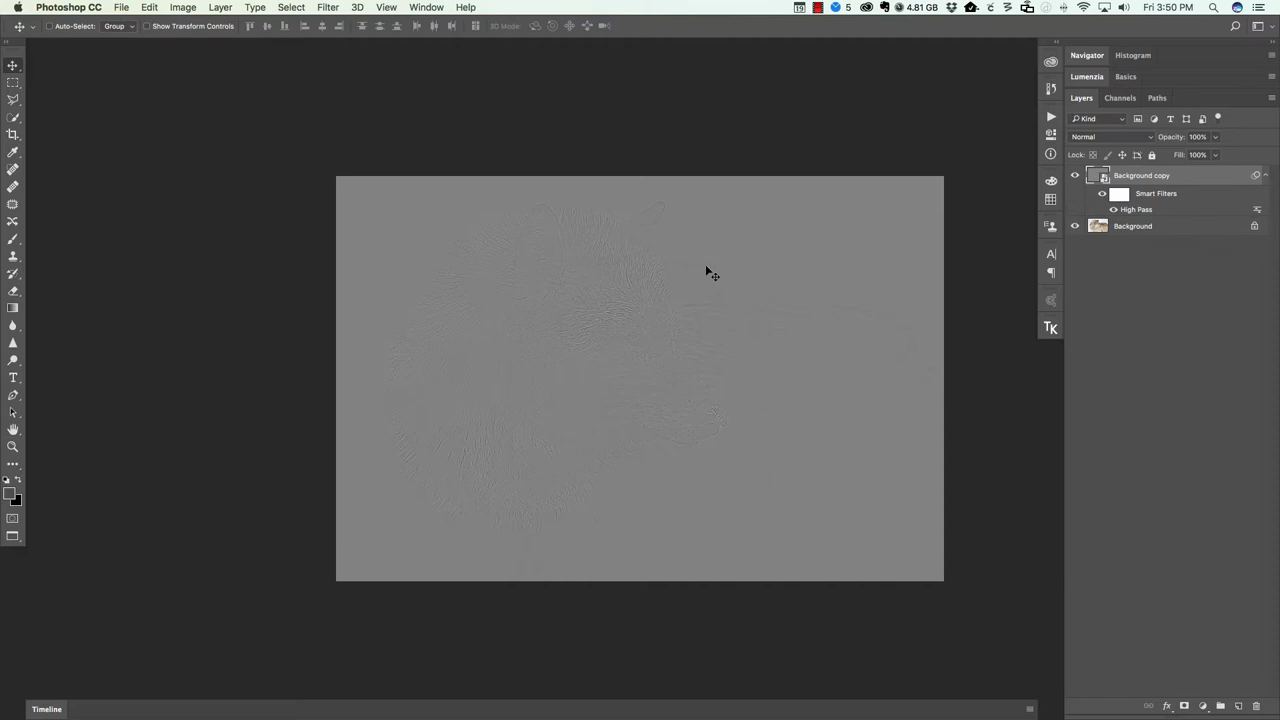 Photoshop CC File Edit Image Layer Type Select Filter 3D View Window Help 5 4.81 GB Fri 3:50 PM
Auto-Select: Group Show Transform Controls 3D Mode:
Navigator Histogram
Lumenzia Basics
Layers Channels Paths
Kind
Normal Opacity: 100%
Lock: Fill: 100%
Background copy
Smart Filters
High Pass
Background
TK
Timeline